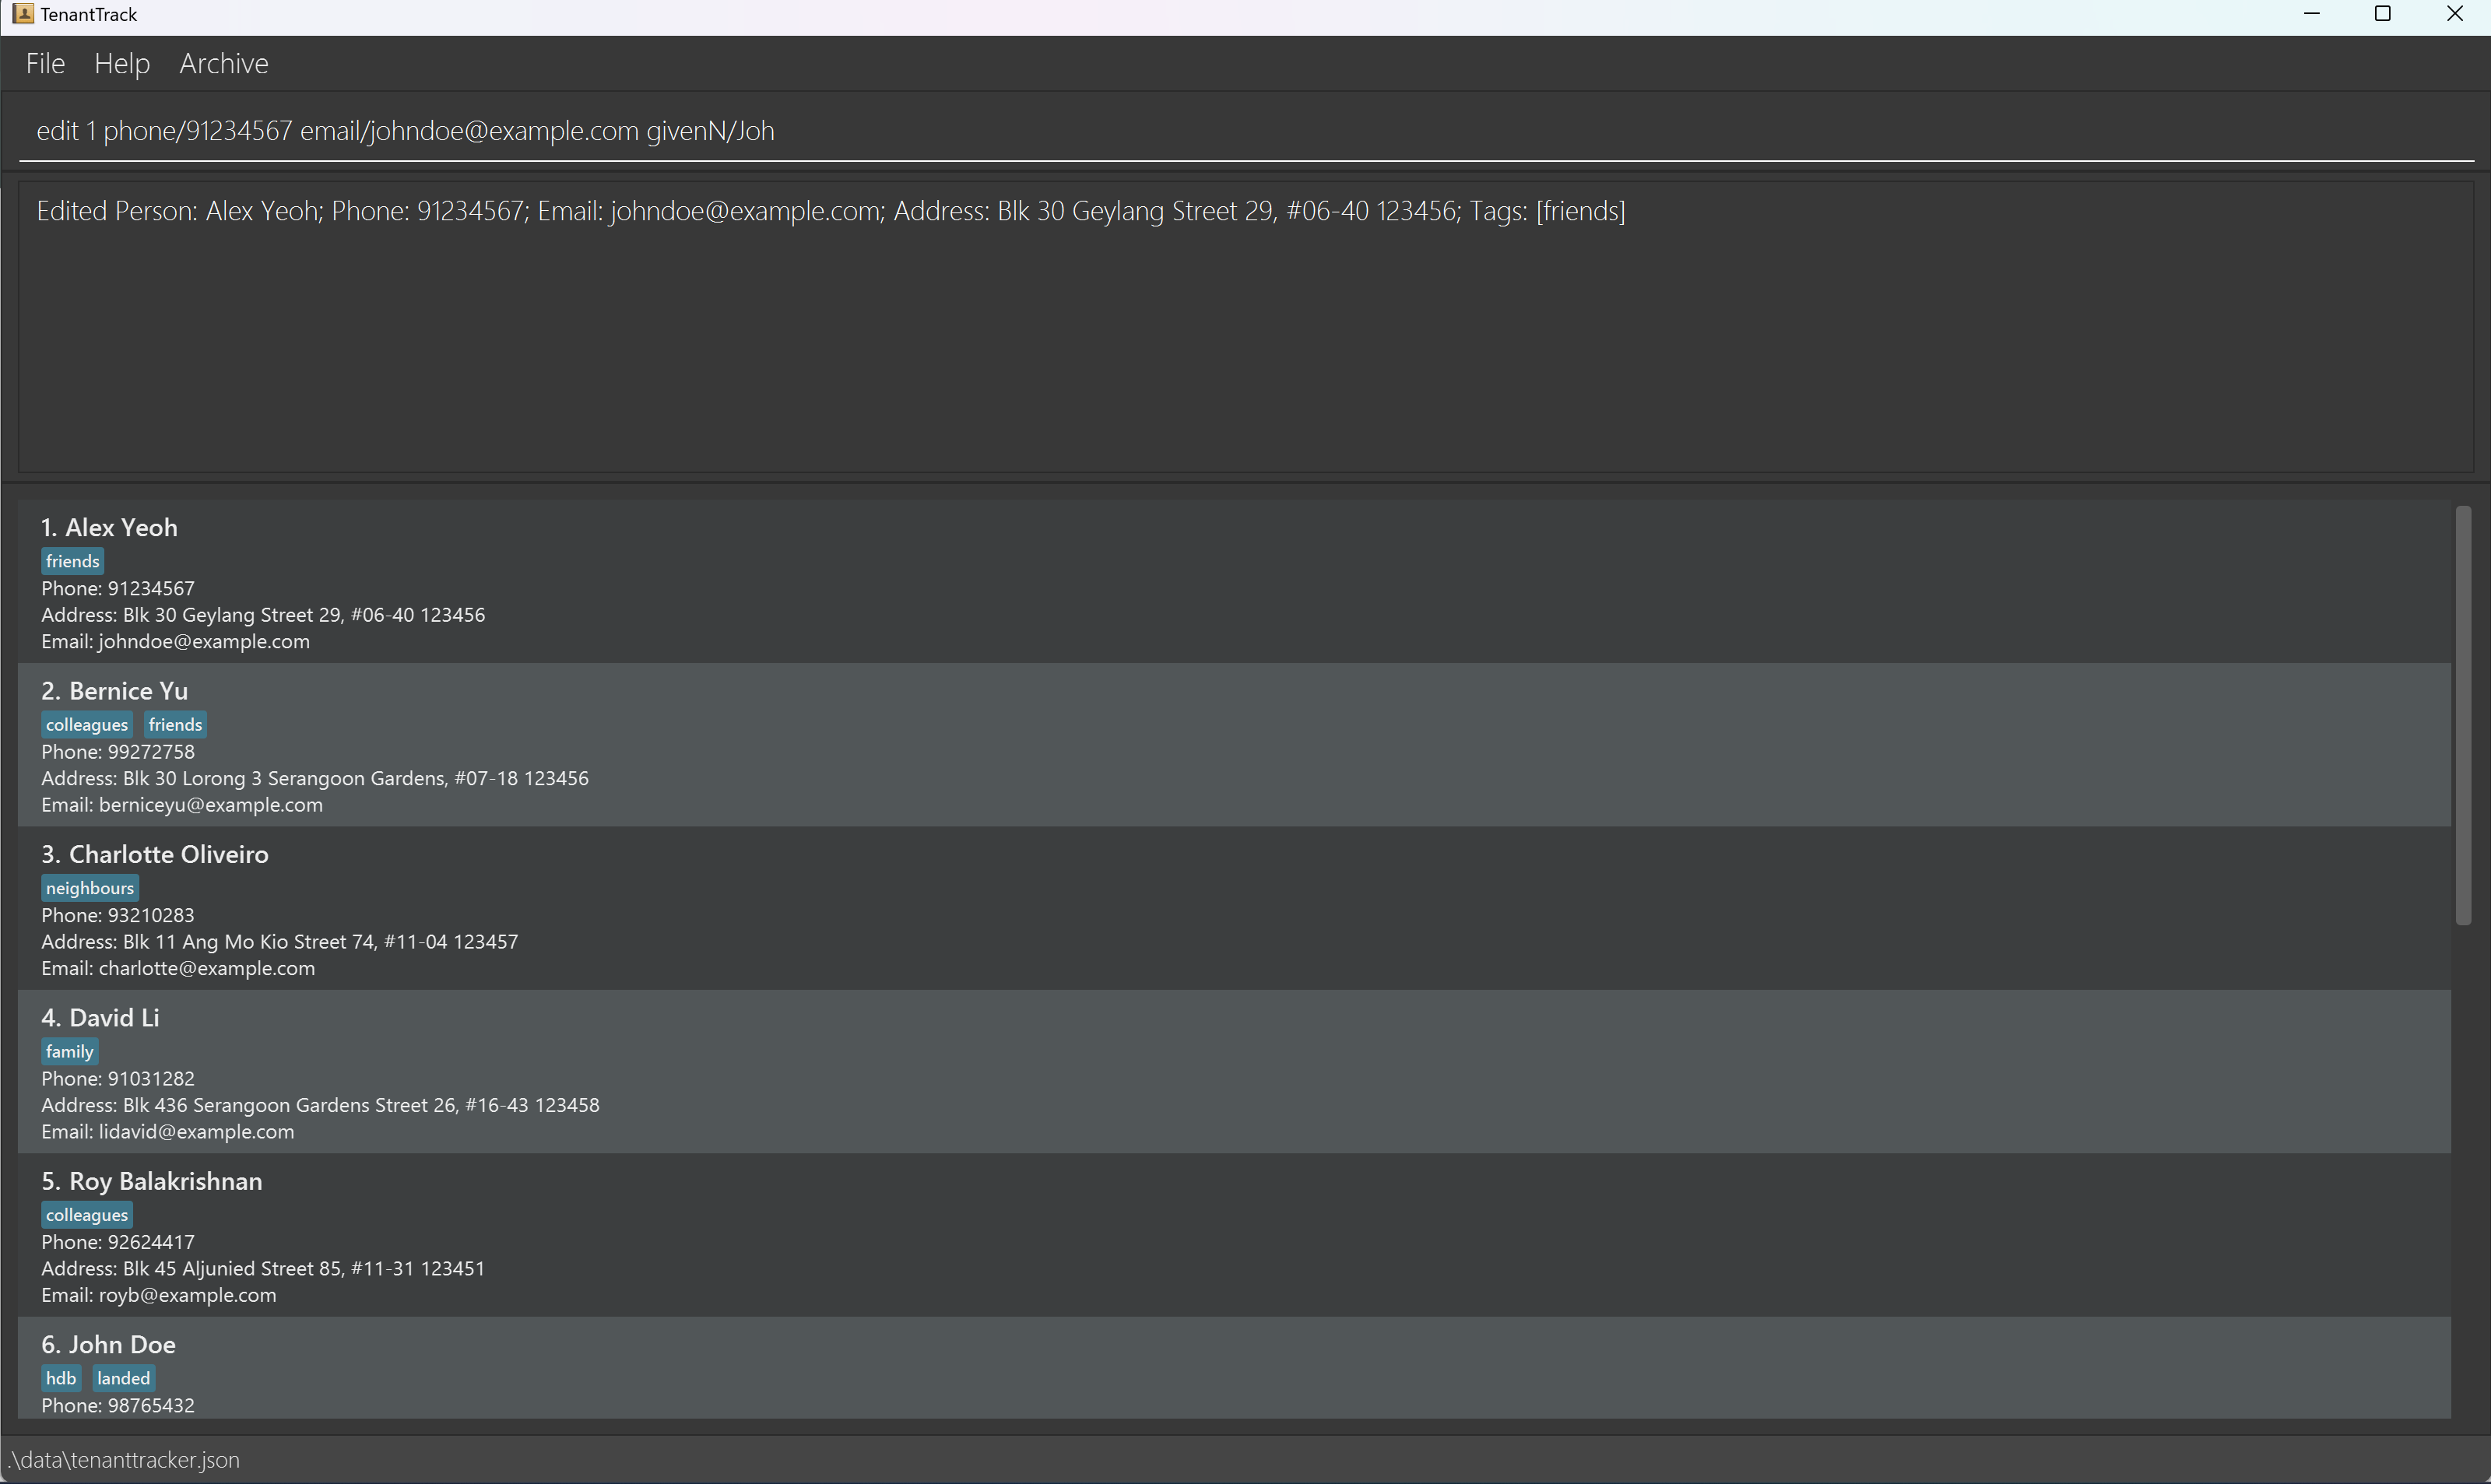 TenantTrack
File Help Archive
edit 1 phone/91234567 email/johndoe@example.com givenN/Joh
Edited Person: Alex Yeoh; Phone: 91234567; Email: johndoe@example.com; Address: Blk 30 Geylang Street 29, #06-40 123456; Tags: [friends]
1. Alex Yeoh
friends
Phone: 91234567
Address: Blk 30 Geylang Street 29, #06-40 123456
Email: johndoe@example.com
2. Bernice Yu
colleagues friends
Phone: 99272758
Address: Blk 30 Lorong 3 Serangoon Gardens, #07-18 123456
Email: berniceyu@example.com
3. Charlotte Oliveiro
neighbours
Phone: 93210283
Address: Blk 11 Ang Mo Kio Street 74, #11-04 123457
Email: charlotte@example.com
4. David Li
family
Phone: 91031282
Address: Blk 436 Serangoon Gardens Street 26, #16-43 123458
Email: lidavid@example.com
5. Roy Balakrishnan
colleagues
Phone: 92624417
Address: Blk 45 Aljunied Street 85, #11-31 123451
Email: royb@example.com
6. John Doe
hdb landed
Phone: 98765432
.\data\tenanttracker.json